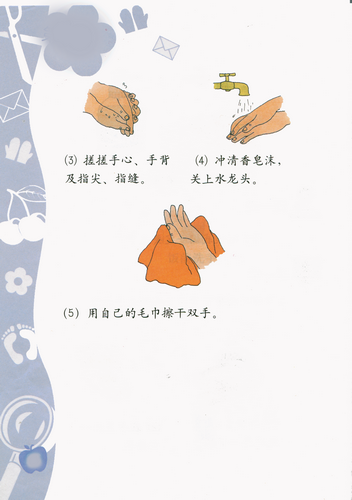 (3) 搓搓手心、手背
及指尖、指缝。
(4) 冲清香皂沫，
关上水龙头。
(5) 用自己的毛巾擦干双手。